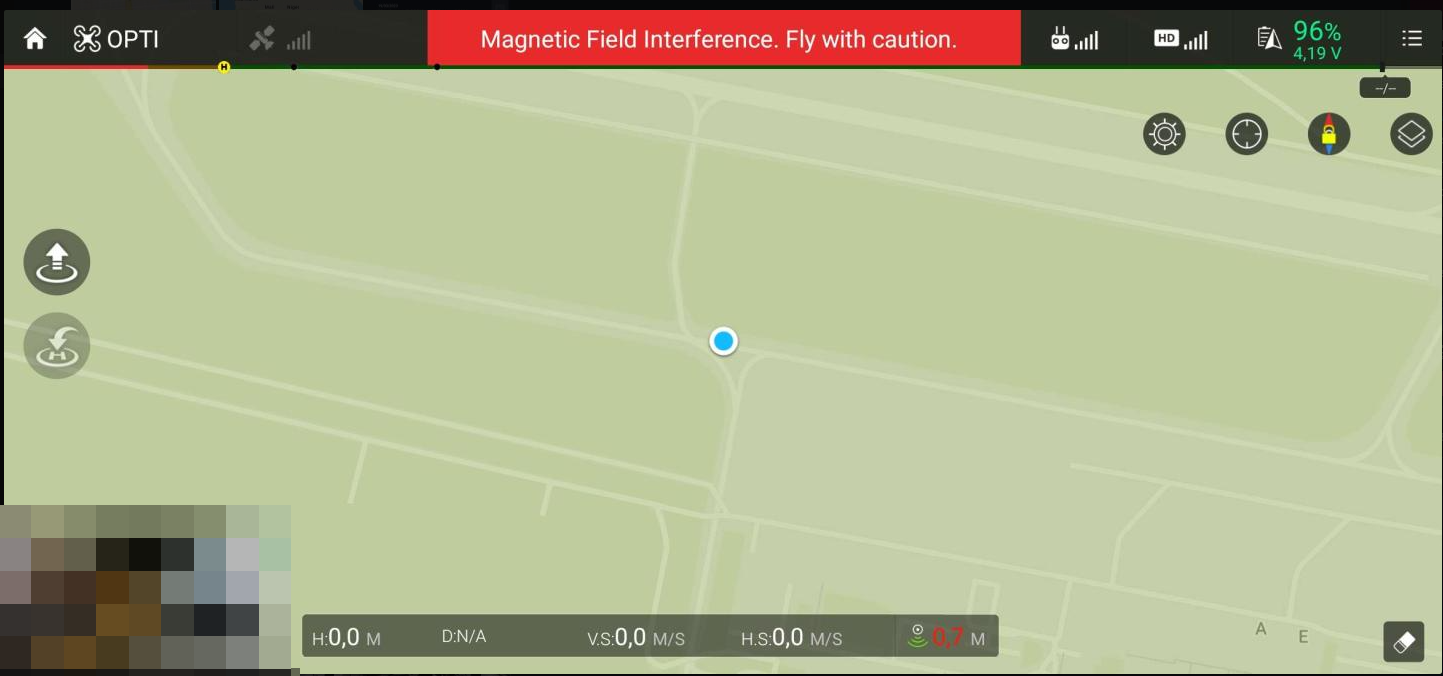 OPTI
Magnetic Field Interference. Fly with caution.
HD
96%
4,19 V
H
--/--
H:0,0 M
D:N/A
V.S:0,0 M/S
H.S:0,0 M/S
0,7 M
A
E